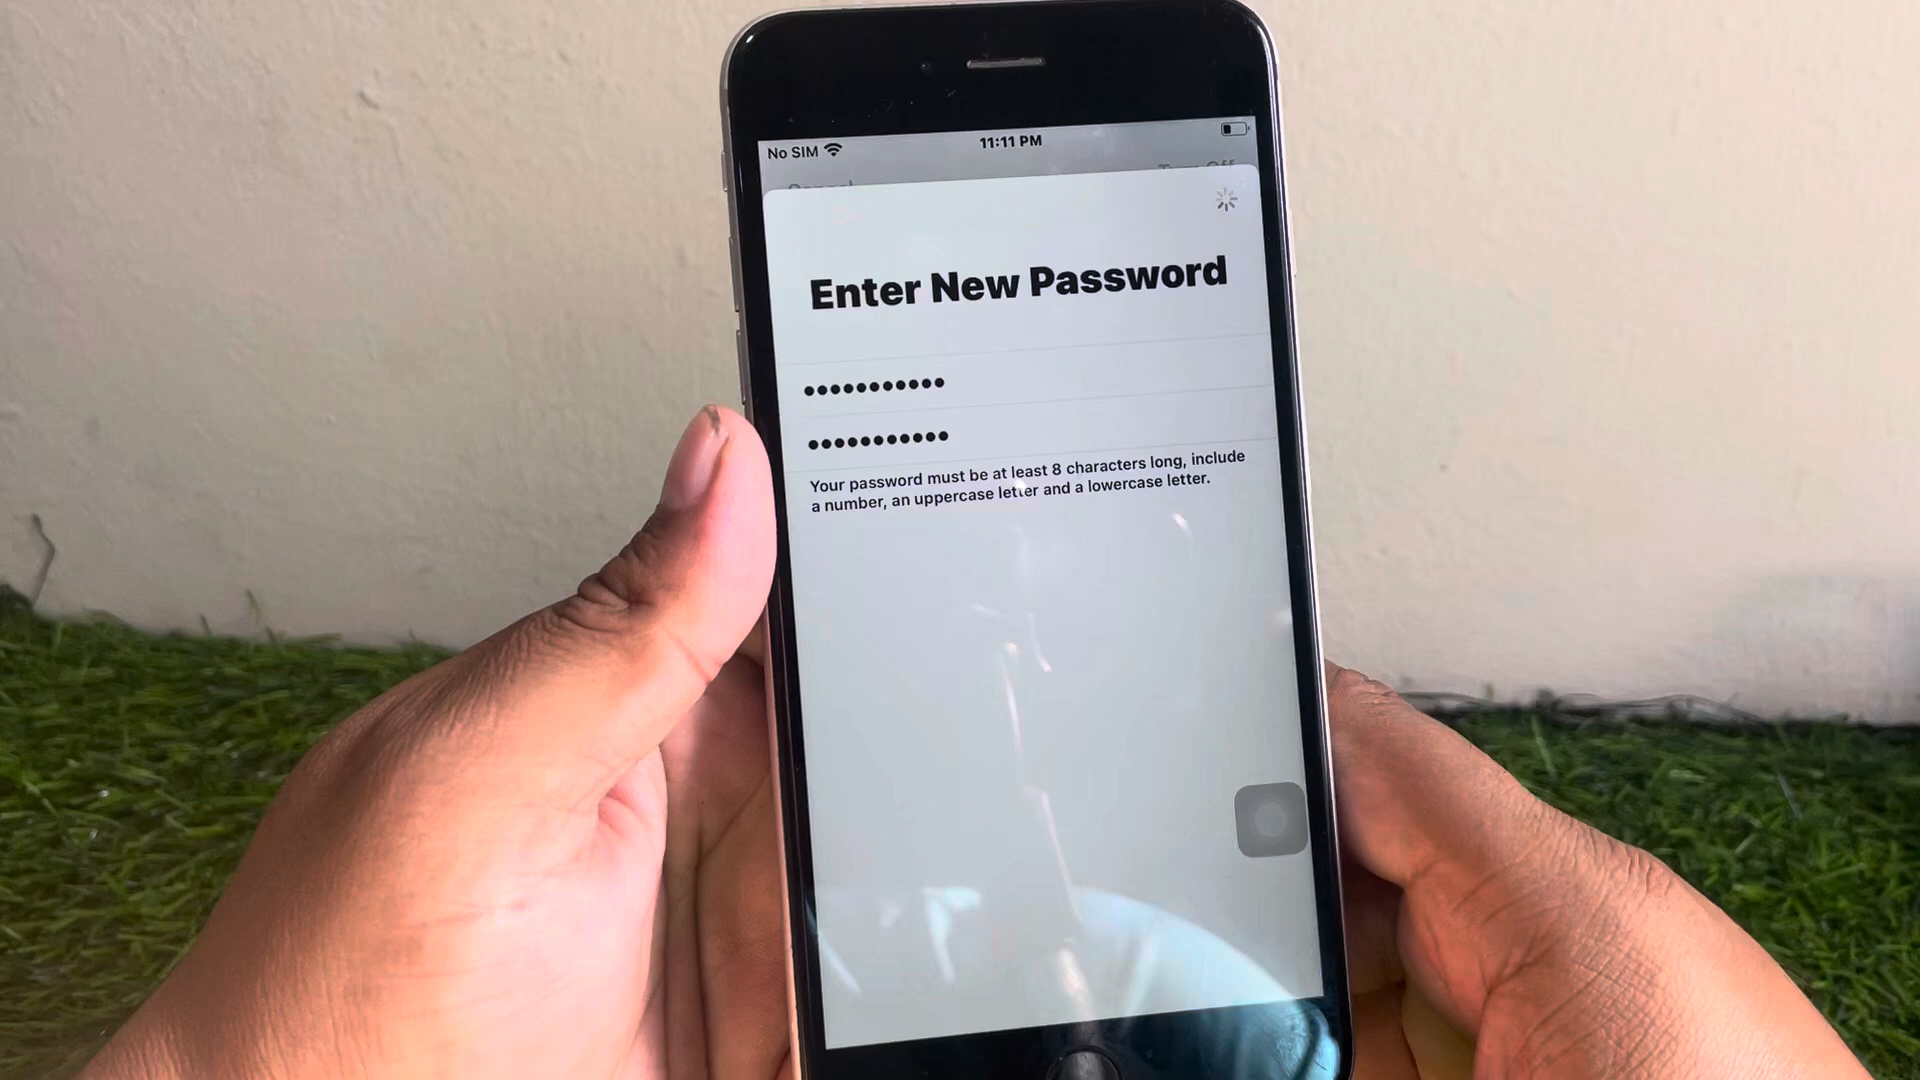 No SIM
11:11 PM
Enter New Password
•••••••••••
•••••••••••
Your password must be at least 8 characters long, include
a number, an uppercase letter and a lowercase letter.